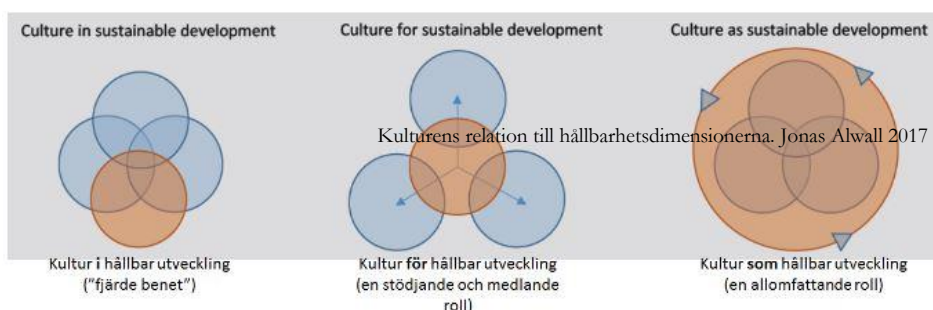 Culture in sustainable development
Culture for sustainable development
Culture as sustainable development
Kulturens relation till hållbarhetsdimensionerna. Jonas Alwall 2017
Kultur i hållbar utveckling
("fjärde benet")
Kultur för hållbar utveckling
(en stödjande och medlande
roll)
Kultur som hållbar utveckling
(en allomfattande roll)